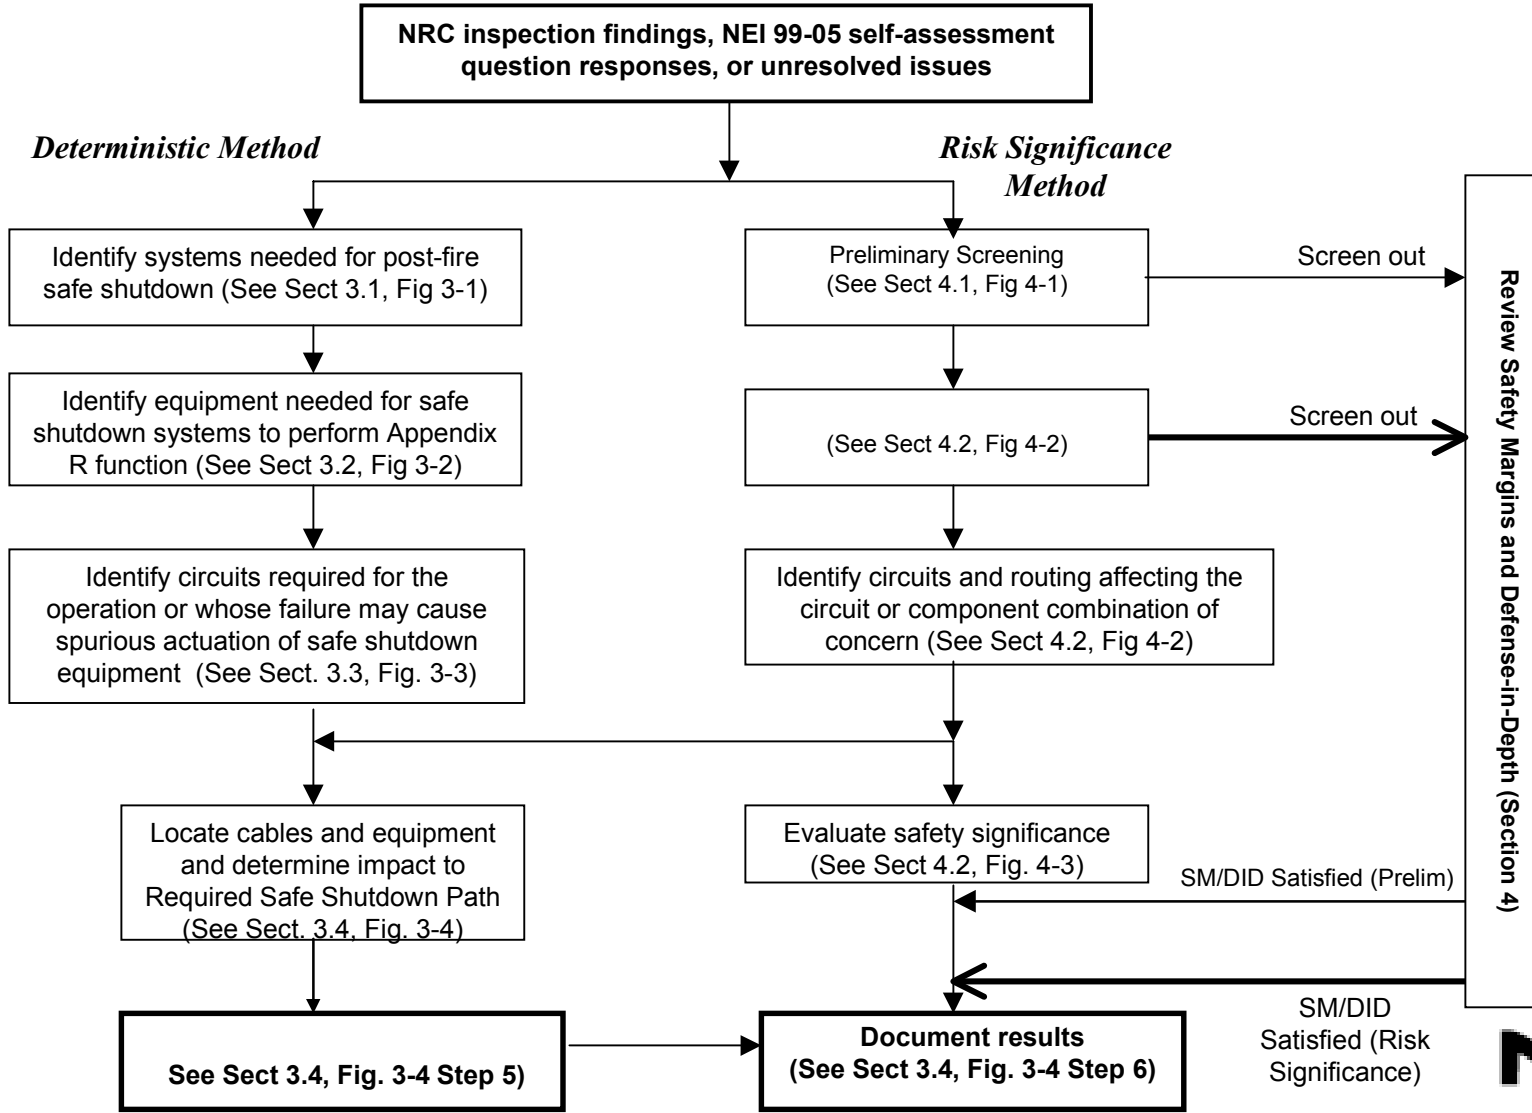 NRC inspection findings, NEI 99-05 self-assessment
question responses, or unresolved issues
Deterministic Method
Risk Significance
Method
Identify systems needed for post-fire
safe shutdown (See Sect 3.1, Fig 3-1)
Preliminary Screening
(See Sect 4.1, Fig 4-1)
Screen out
Identify equipment needed for safe
shutdown systems to perform Appendix
R function (See Sect 3.2, Fig 3-2)
(See Sect 4.2, Fig 4-2)
Screen out
Identify circuits required for the
operation or whose failure may cause
spurious actuation of safe shutdown
equipment (See Sect. 3.3, Fig. 3-3)
Identify circuits and routing affecting the
circuit or component combination of
concern (See Sect 4.2, Fig 4-2)
Review Safety Margins and Defense-in-Depth (Section 4)
Locate cables and equipment
and determine impact to
Required Safe Shutdown Path
(See Sect. 3.4, Fig. 3-4)
Evaluate safety significance
(See Sect 4.2, Fig. 4-3)
SM/DID Satisfied (Prelim)
SM/DID
Satisfied (Risk
Significance)
See Sect 3.4, Fig. 3-4 Step 5)
Document results
(See Sect 3.4, Fig. 3-4 Step 6)